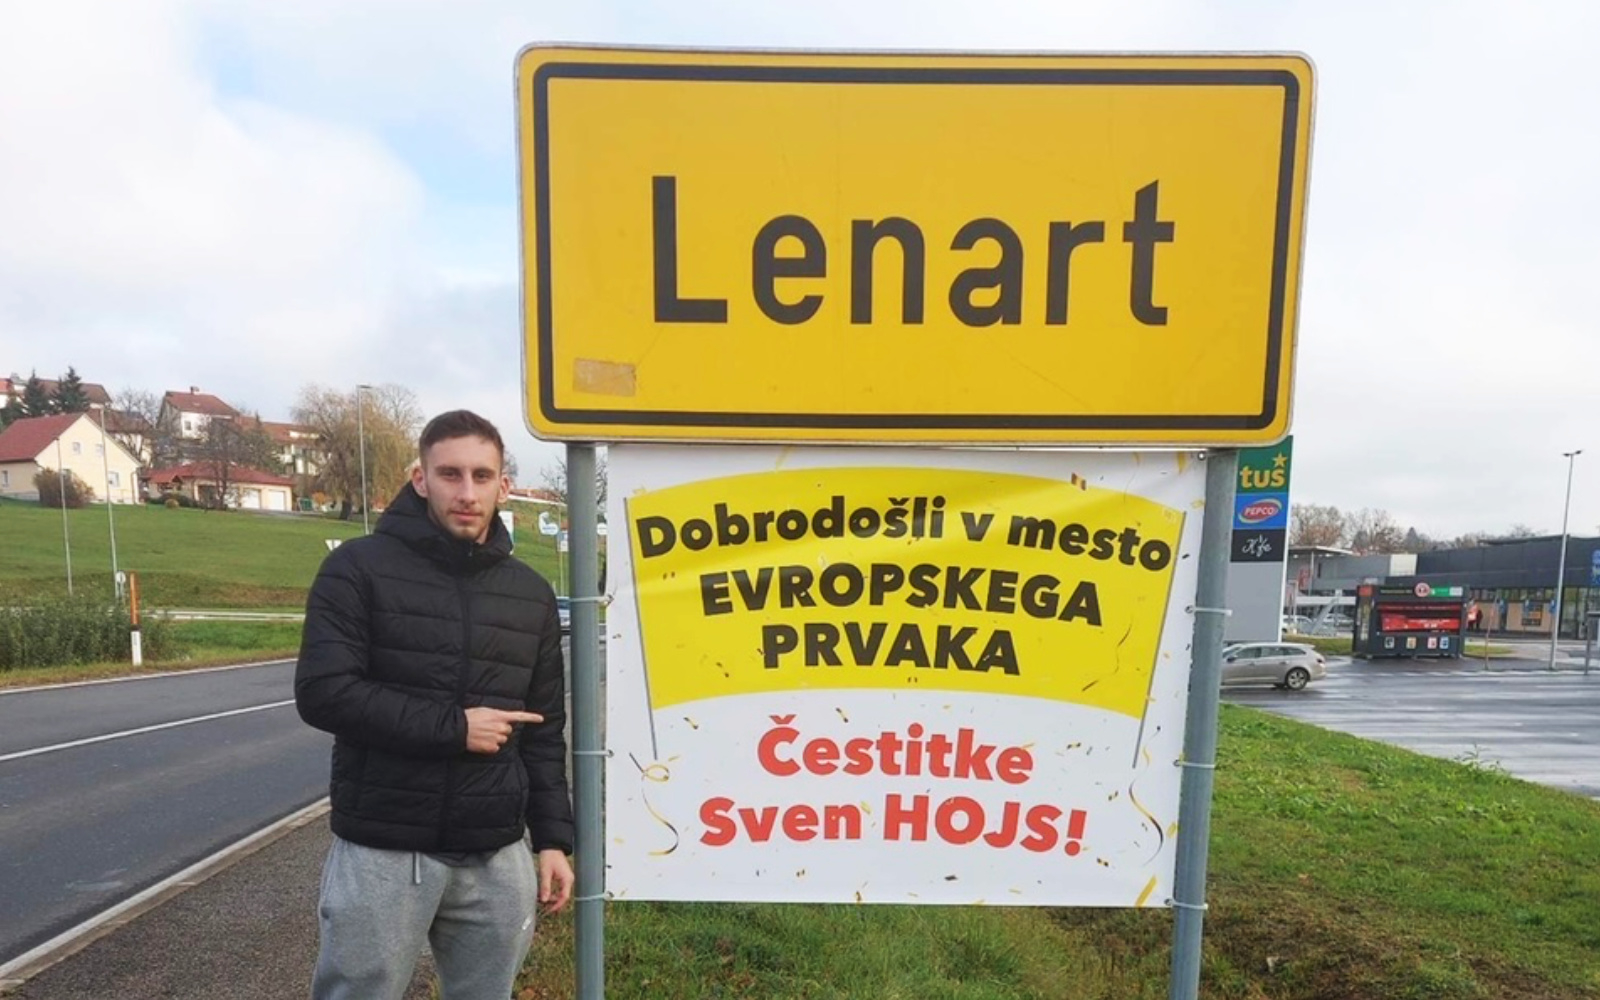 Lenart
Dobrodošli v mesto
EVROPSKEGA
PRVAKA
Čestitke
Sven HOJS!
tuš
PEPCO